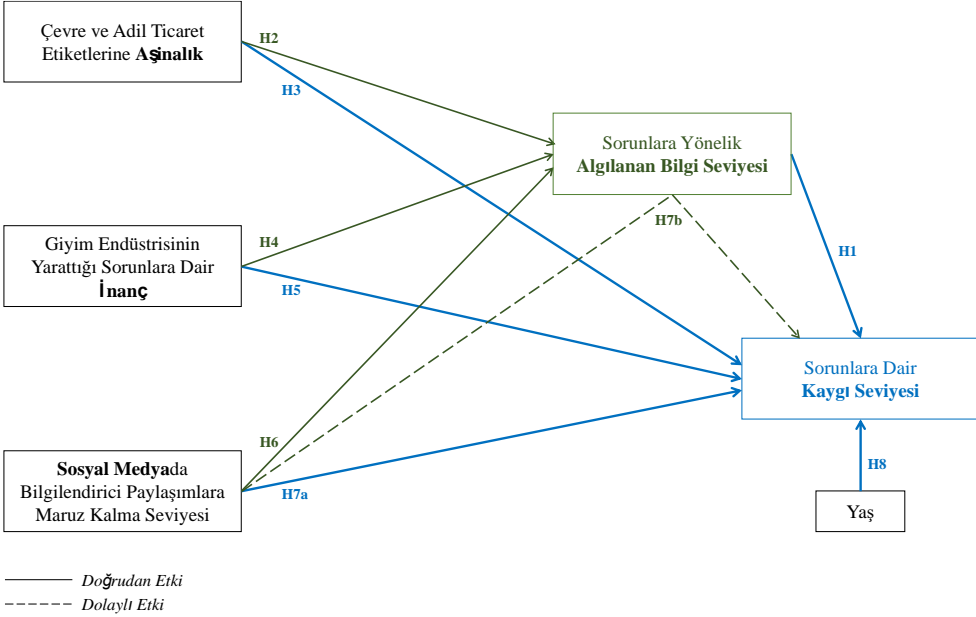 Çevre ve Adil Ticaret
Etiketlerine Aşinalık
H2
H3
Sorunlara Yönelik
Algılanan Bilgi Seviyesi
H7b
H1
Giyim Endüstrisinin
Yarattığı Sorunlara Dair
İnanç
H4
H5
Sorunlara Dair
Kaygı Seviyesi
Sosyal Medyada
Bilgilendirici Paylaşımlara
Maruz Kalma Seviyesi
H6
H7a
H8
Yaş
Doğrudan Etki
Dolaylı Etki